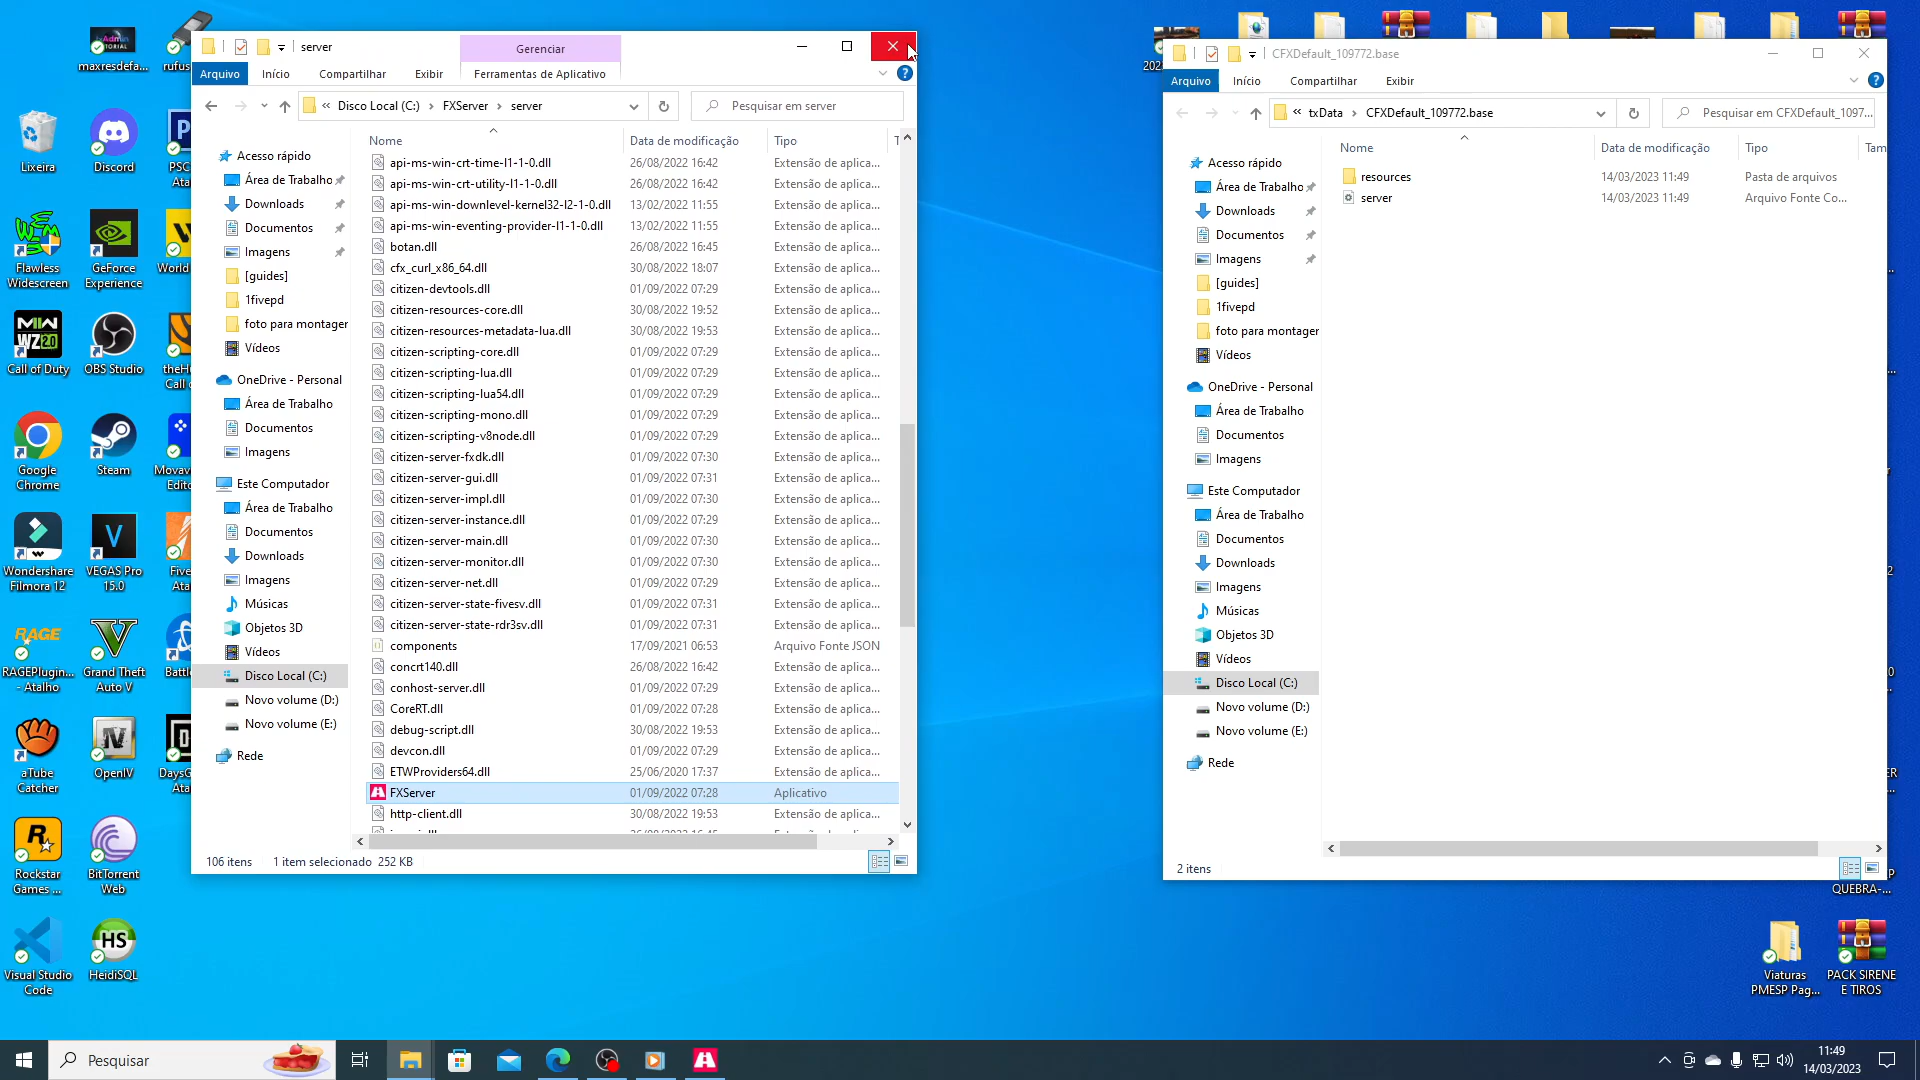 maxresdefa...
rufus
Lixeira
Discord
PSC
Ata
Flawless
Widescreen
GeForce
Experience
World
Call of Duty
OBS Studio
theHu
Call o
Google
Chrome
Steam
Movav
Edito
Wondershare
Filmora 12
VEGAS Pro
15.0
Five
Ata
RAGEPlugin...
- Atalho
Grand Theft
Auto V
Battl
aTube
Catcher
OpenIV
DaysG
Ata
Rockstar
Games ...
BitTorrent
Web
Visual Studio
Code
HeidiSQL
server
Gerenciar
Arquivo
Início
Compartilhar
Exibir
Ferramentas de Aplicativo
« Disco Local (C:) › FXServer › server
Pesquisar em server
Acesso rápido
Área de Trabalho
Downloads
Documentos
Imagens
[guides]
1fivepd
foto para montager
Vídeos
OneDrive - Personal
Área de Trabalho
Documentos
Imagens
Este Computador
Área de Trabalho
Documentos
Downloads
Imagens
Músicas
Objetos 3D
Vídeos
Disco Local (C:)
Novo volume (D:)
Novo volume (E:)
Rede
Nome Data de modificação Tipo T
api-ms-win-crt-time-l1-1-0.dll 26/08/2022 16:42 Extensão de aplica...
api-ms-win-crt-utility-l1-1-0.dll 26/08/2022 16:42 Extensão de aplica...
api-ms-win-downlevel-kernel32-l2-1-0.dll 13/02/2022 11:55 Extensão de aplica...
api-ms-win-eventing-provider-l1-1-0.dll 13/02/2022 11:55 Extensão de aplica...
botan.dll 26/08/2022 16:45 Extensão de aplica...
cfx_curl_x86_64.dll 30/08/2022 18:07 Extensão de aplica...
citizen-devtools.dll 01/09/2022 07:29 Extensão de aplica...
citizen-resources-core.dll 30/08/2022 19:52 Extensão de aplica...
citizen-resources-metadata-lua.dll 30/08/2022 19:53 Extensão de aplica...
citizen-scripting-core.dll 01/09/2022 07:29 Extensão de aplica...
citizen-scripting-lua.dll 01/09/2022 07:29 Extensão de aplica...
citizen-scripting-lua54.dll 01/09/2022 07:29 Extensão de aplica...
citizen-scripting-mono.dll 01/09/2022 07:29 Extensão de aplica...
citizen-scripting-v8node.dll 01/09/2022 07:29 Extensão de aplica...
citizen-server-fxdk.dll 01/09/2022 07:30 Extensão de aplica...
citizen-server-gui.dll 01/09/2022 07:31 Extensão de aplica...
citizen-server-impl.dll 01/09/2022 07:30 Extensão de aplica...
citizen-server-instance.dll 01/09/2022 07:29 Extensão de aplica...
citizen-server-main.dll 01/09/2022 07:30 Extensão de aplica...
citizen-server-monitor.dll 01/09/2022 07:30 Extensão de aplica...
citizen-server-net.dll 01/09/2022 07:29 Extensão de aplica...
citizen-server-state-fivesv.dll 01/09/2022 07:31 Extensão de aplica...
citizen-server-state-rdr3sv.dll 01/09/2022 07:31 Extensão de aplica...
components 17/09/2021 06:53 Arquivo Fonte JSON
concrt140.dll 26/08/2022 16:42 Extensão de aplica...
conhost-server.dll 01/09/2022 07:29 Extensão de aplica...
CoreRT.dll 01/09/2022 07:28 Extensão de aplica...
debug-script.dll 30/08/2022 19:53 Extensão de aplica...
devcon.dll 01/09/2022 07:29 Extensão de aplica...
ETWProviders64.dll 25/06/2020 17:37 Extensão de aplica...
FXServer 01/09/2022 07:28 Aplicativo
http-client.dll 30/08/2022 19:53 Extensão de aplica...
106 itens 1 item selecionado 252 KB
CFXDefault_109772.base
Arquivo
Início
Compartilhar
Exibir
« txData › CFXDefault_109772.base
Pesquisar em CFXDefault_1097...
Acesso rápido
Área de Trabalho
Downloads
Documentos
Imagens
[guides]
1fivepd
foto para montager
Vídeos
OneDrive - Personal
Área de Trabalho
Documentos
Imagens
Este Computador
Área de Trabalho
Documentos
Downloads
Imagens
Músicas
Objetos 3D
Vídeos
Disco Local (C:)
Novo volume (D:)
Novo volume (E:)
Rede
Nome Data de modificação Tipo Tam
resources 14/03/2023 11:49 Pasta de arquivos
server 14/03/2023 11:49 Arquivo Fonte Co...
2 itens
QUEBRA-...
Viaturas
PMESP Pag...
PACK SIRENE
E TIROS
Pesquisar
11:49
14/03/2023